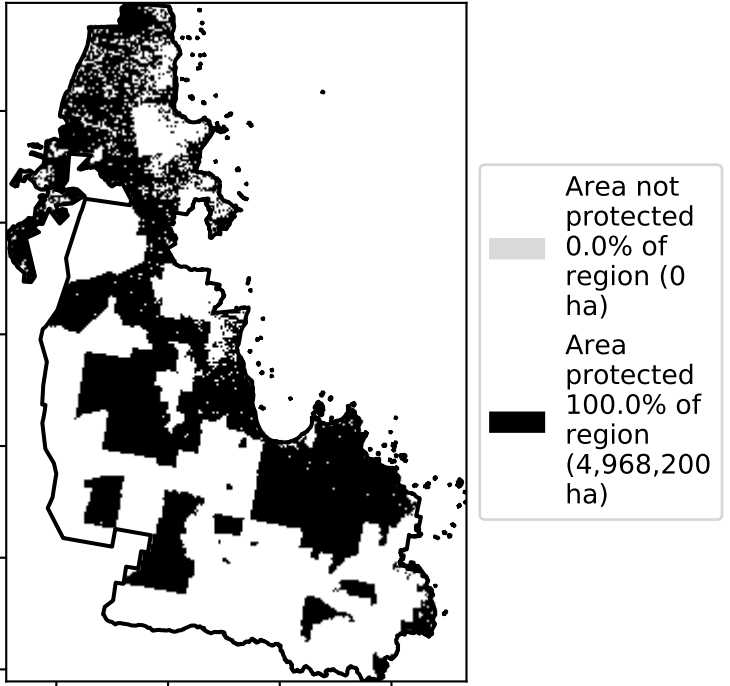 Area not
protected
0.0% of
region (0
ha)
Area
protected
100.0% of
region
(4,968,200
ha)